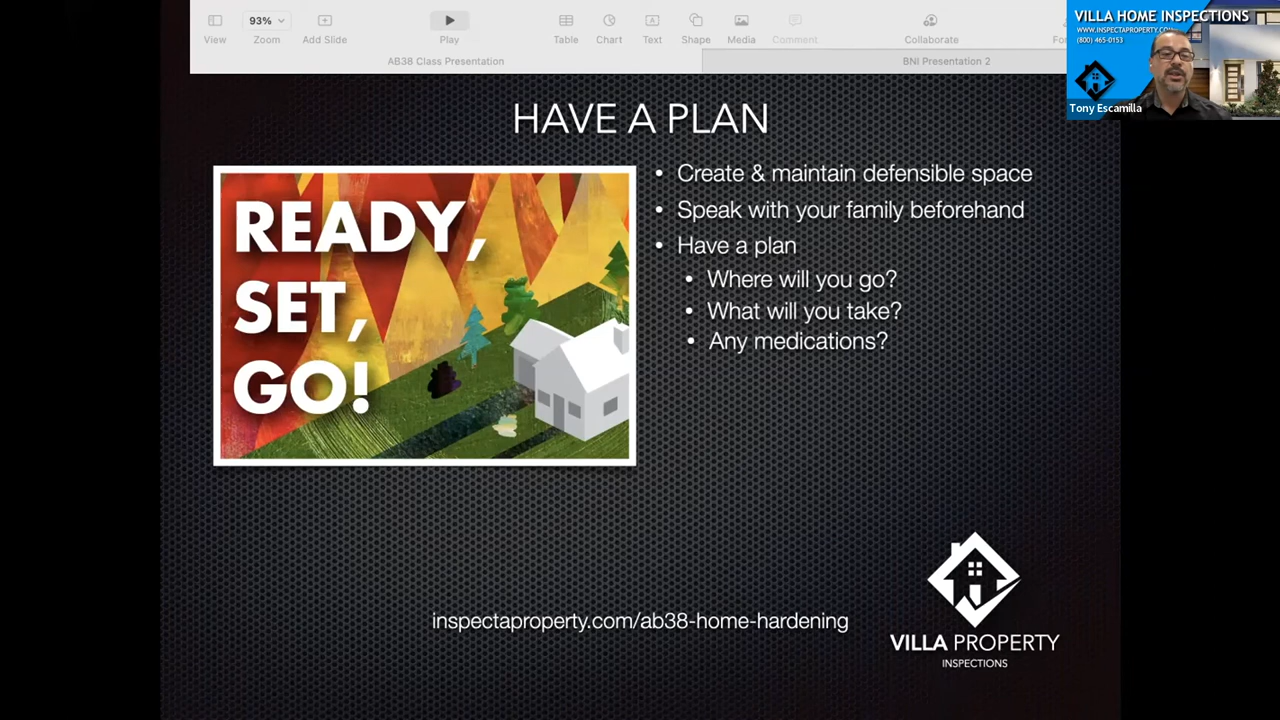 93%
View
Zoom
Add Slide
Play
Table
Chart
Text
Shape
Media
Comment
Collaborate
AB38 Class Presentation
BNI Presentation 2
VILLA HOME INSPECTIONS
(800) 465-0153
Tony Escamilla
HAVE A PLAN
READY,
SET,
GO!
• Create & maintain defensible space
• Speak with your family beforehand
• Have a plan
• Where will you go?
• What will you take?
• Any medications?
inspectaproperty.com/ab38-home-hardening
VILLA PROPERTY
INSPECTIONS